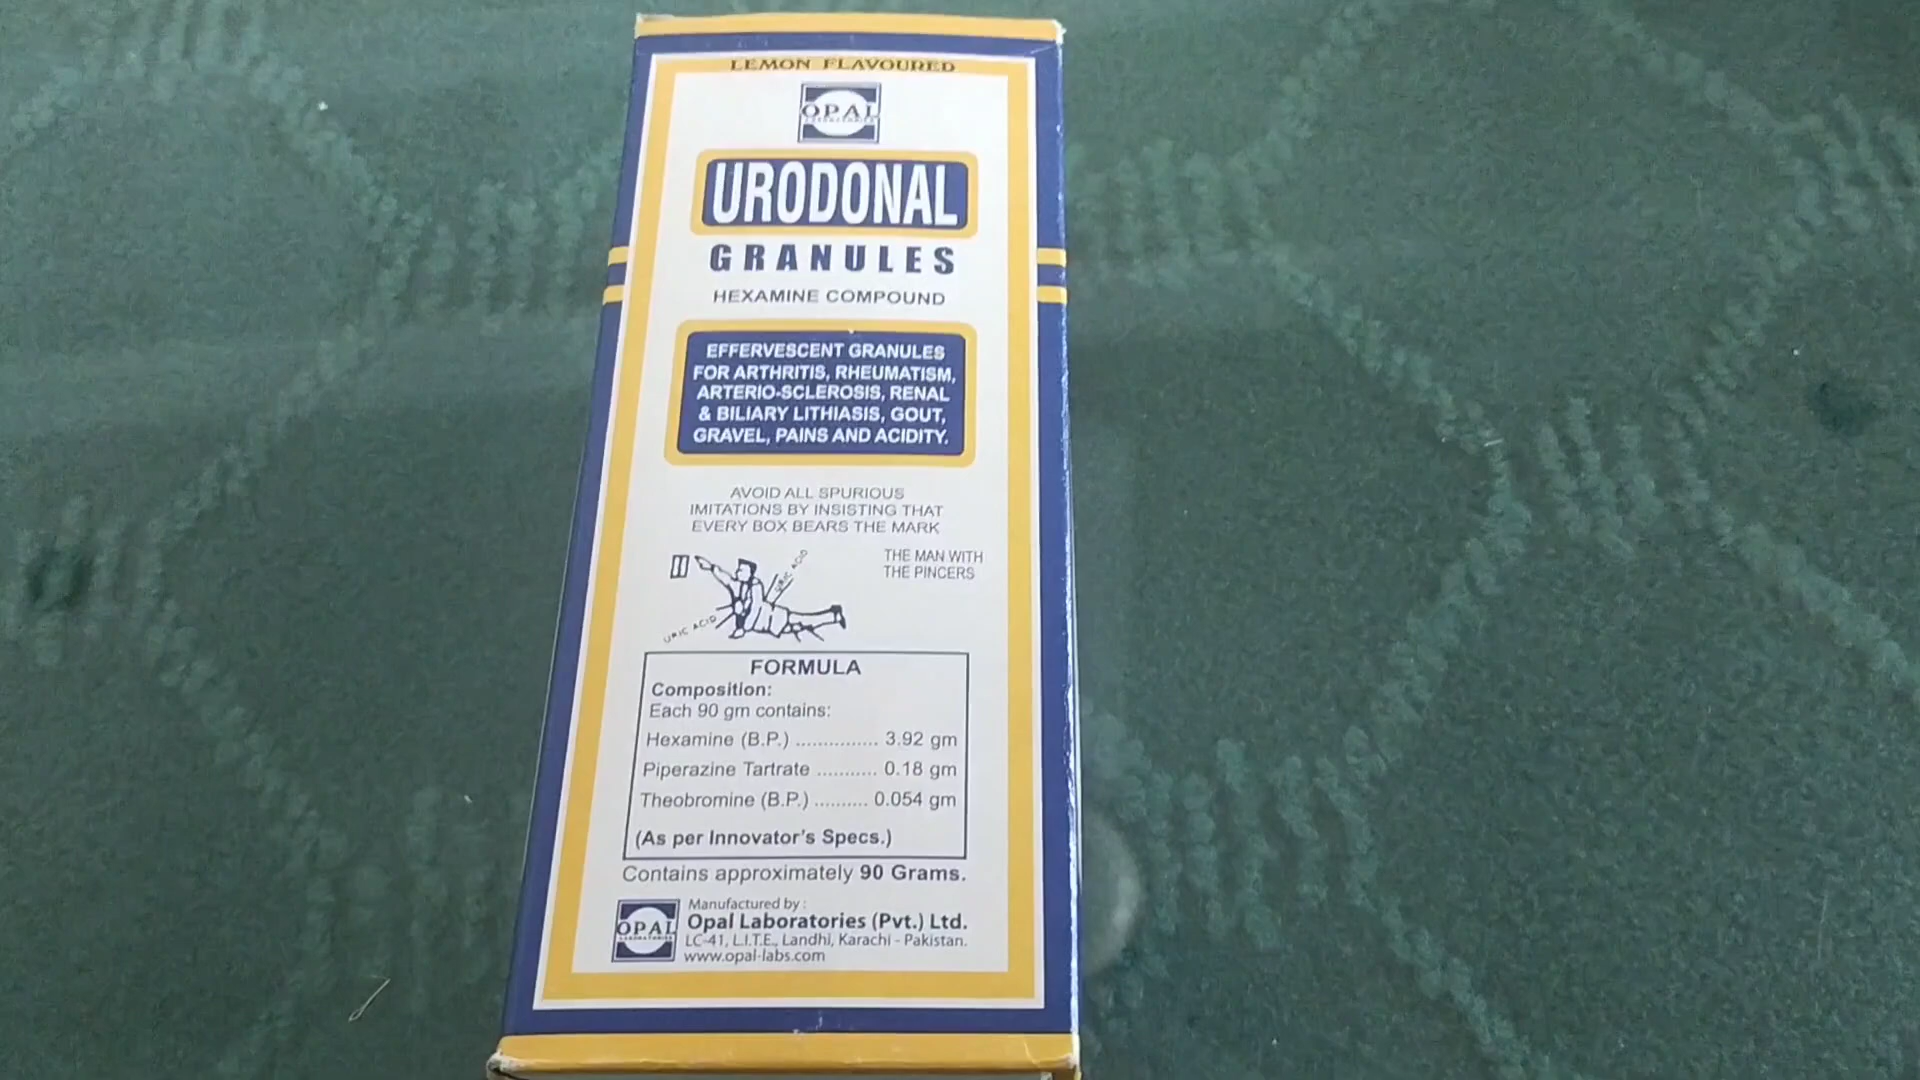 LEMON FLAVOURED
OPAL
URODONAL
GRANULES
HEXAMINE COMPOUND
EFFERVESCENT GRANULES
FOR ARTHRITIS, RHEUMATISM,
ARTERIO-SCLEROSIS, RENAL
& BILIARY LITHIASIS, GOUT,
GRAVEL, PAINS AND ACIDITY.
AVOID ALL SPURIOUS
IMITATIONS BY INSISTING THAT
EVERY BOX BEARS THE MARK
THE MAN WITH
THE PINCERS
URIC ACID
URIC ACID
FORMULA
Composition:
Each 90 gm contains:
Hexamine (B.P.) ............... 3.92 gm
Piperazine Tartrate ........... 0.18 gm
Theobromine (B.P.) .......... 0.054 gm
(As per Innovator's Specs.)
Contains approximately 90 Grams.
OPAL
LABORATORIES
Manufactured by :
Opal Laboratories (Pvt.) Ltd.
LC-41, L.I.T.E., Landhi, Karachi - Pakistan.
www.opal-labs.com